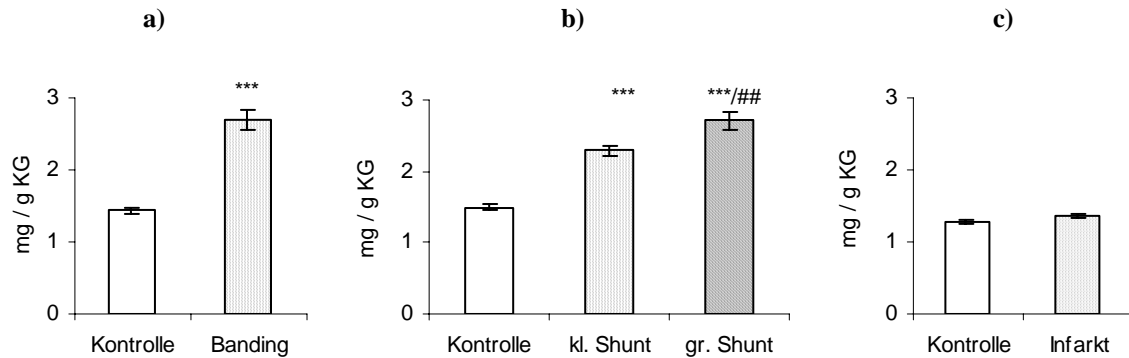 a)
***
3
2
1
0
mg / g KG
Kontrolle Banding
b)
*** ***/##
3
2
1
0
mg / g KG
Kontrolle kl. Shunt gr. Shunt
c)
3
2
1
0
mg / g KG
Kontrolle Infarkt